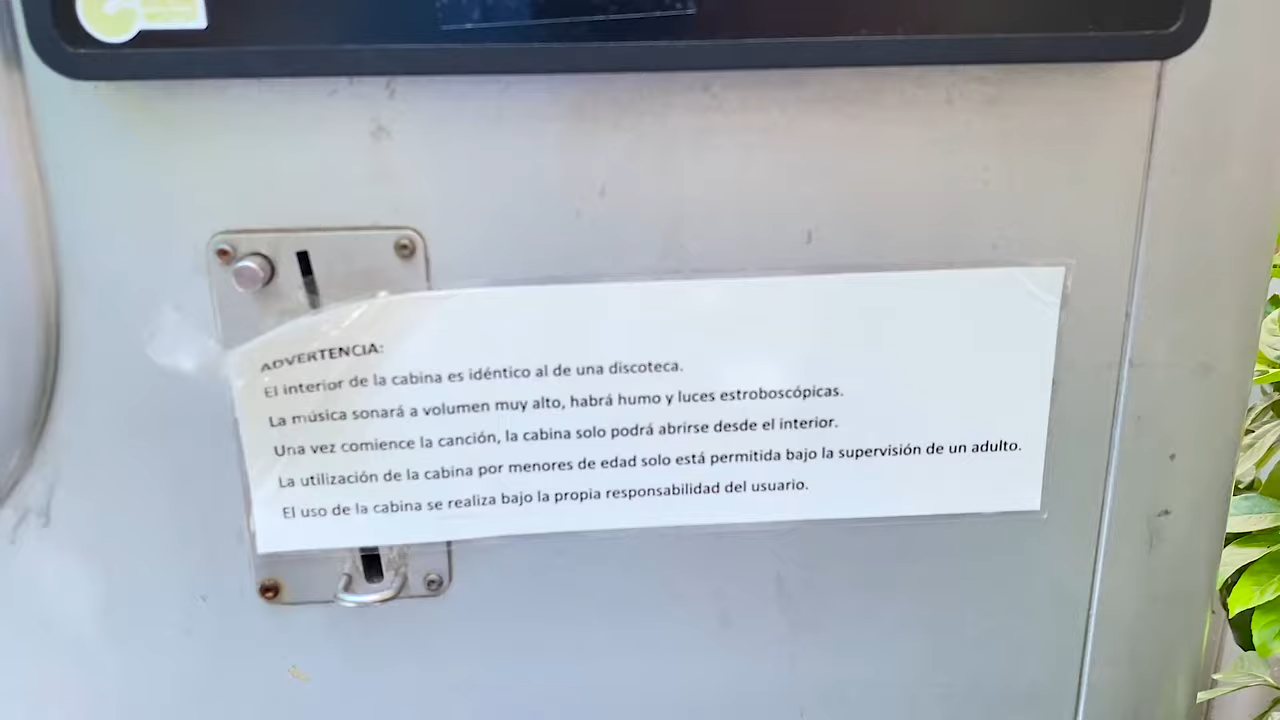 ADVERTENCIA:
El interior de la cabina es idéntico al de una discoteca.
La música sonará a volumen muy alto, habrá humo y luces estroboscópicas.
Una vez comience la canción, la cabina solo podrá abrirse desde el interior.
La utilización de la cabina por menores de edad solo está permitida bajo la supervisión de un adulto.
El uso de la cabina se realiza bajo la propia responsabilidad del usuario.